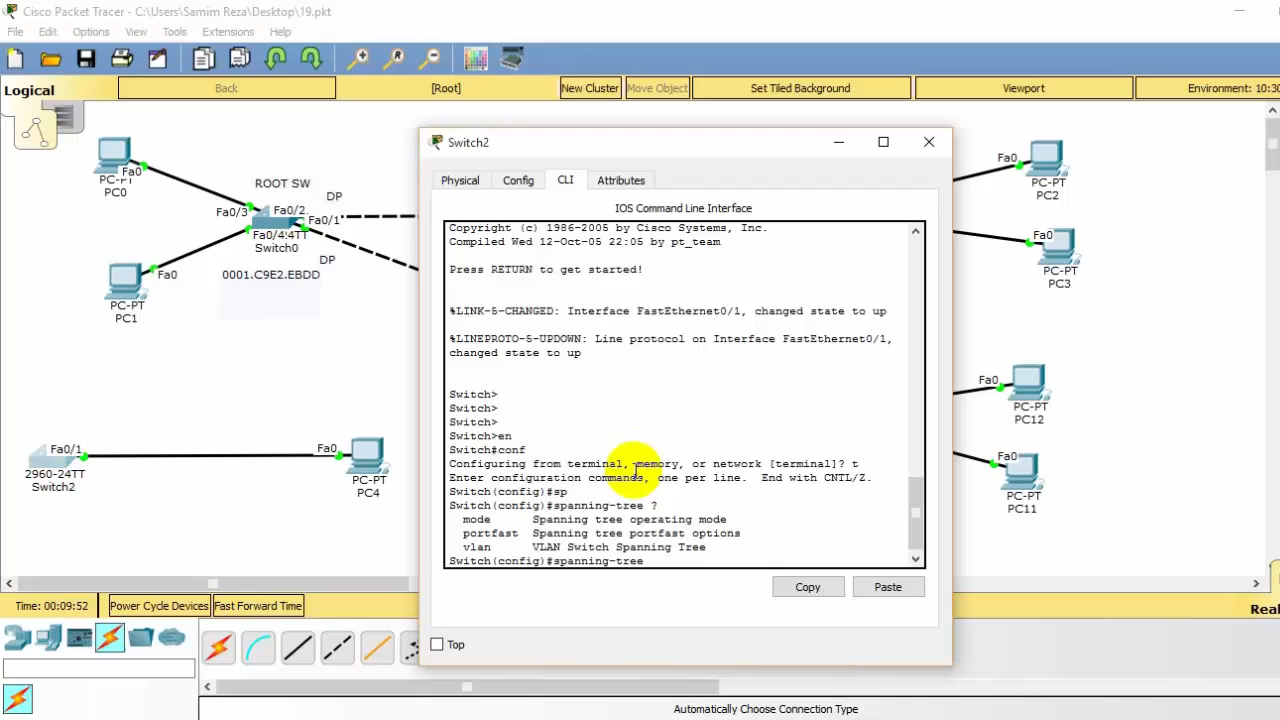 Cisco Packet Tracer - C:\Users\Samim Reza\Desktop\19.pkt
File Edit Options View Tools Extensions Help
Logical Back [Root] New Cluster Move Object Set Tiled Background Viewport Environment: 10:30
Fa0
PC-PT
PC0
ROOT SW
DP
Fa0/3
Fa0/2
Fa0/1
Fa0/4:4TT
Switch0
DP
0001.C9E2.EBDD
Fa0
PC-PT
PC1
Fa0/1
2960-24TT
Switch2
Fa0
PC-PT
PC4
Switch2
Physical Config CLI Attributes
IOS Command Line Interface
Copyright (c) 1986-2005 by Cisco Systems, Inc.
Compiled Wed 12-Oct-05 22:05 by pt_team
Press RETURN to get started!
%LINK-5-CHANGED: Interface FastEthernet0/1, changed state to up
%LINEPROTO-5-UPDOWN: Line protocol on Interface FastEthernet0/1,
changed state to up
Switch>
Switch>
Switch>
Switch>en
Switch#conf
Configuring from terminal, memory, or network [terminal]? t
Enter configuration commands, one per line. End with CNTL/Z.
Switch(config)#sp
Switch(config)#spanning-tree ?
mode Spanning tree operating mode
portfast Spanning tree portfast options
vlan VLAN Switch Spanning Tree
Switch(config)#spanning-tree
Copy Paste
Top
Fa0
PC-PT
PC2
Fa0
PC-PT
PC3
Fa0
PC-PT
PC12
Fa0
PC-PT
PC11
Time: 00:09:52 Power Cycle Devices Fast Forward Time
Real
Automatically Choose Connection Type